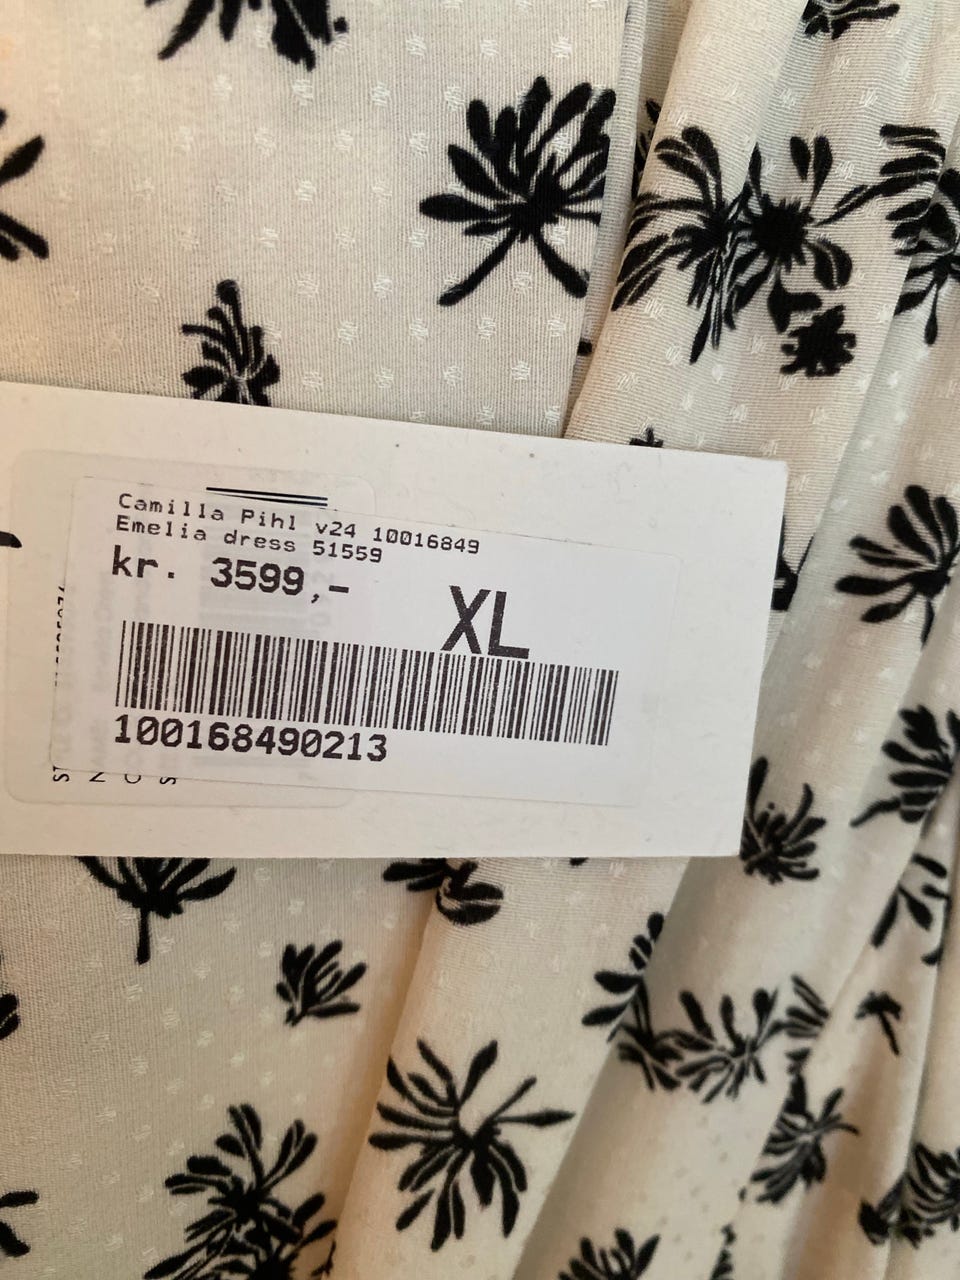 Camilla Pihl v24 10016849
Emelia dress 51559
kr. 3599,-
XL
100168490213